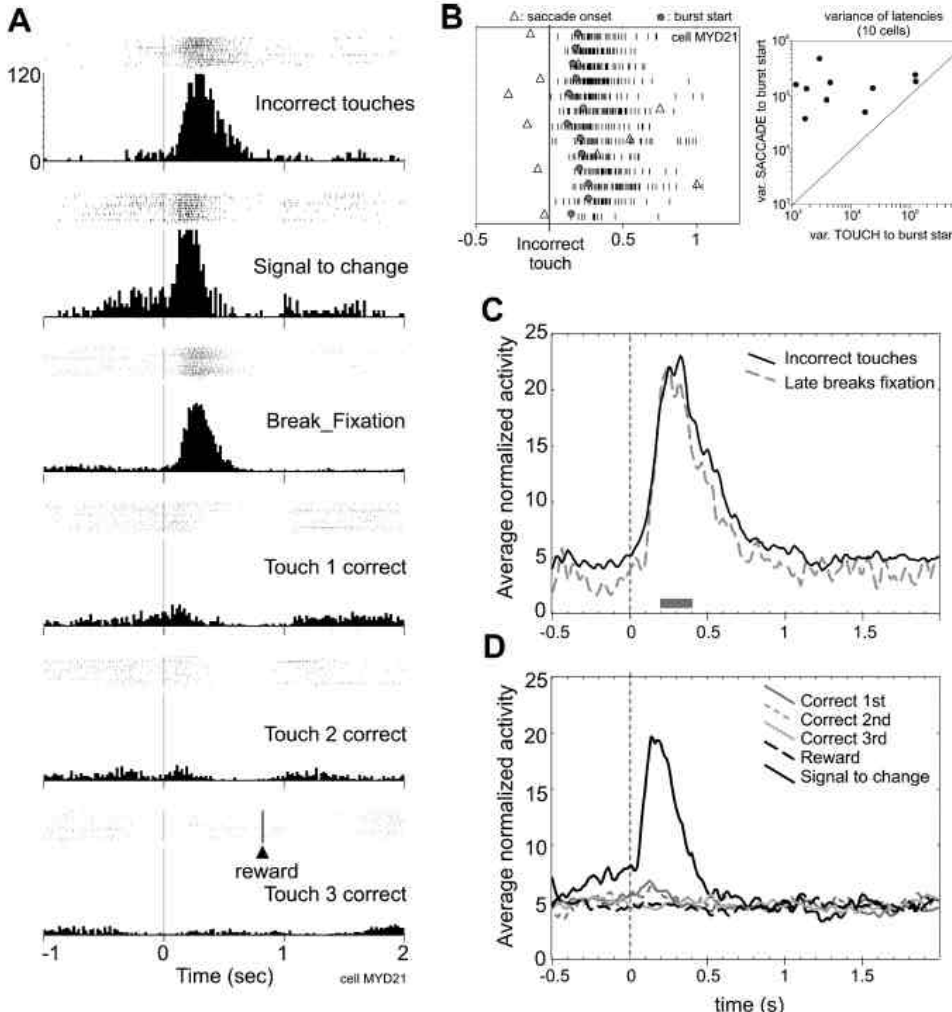 A
120
0
Incorrect touches
Signal to change
Break_Fixation
Touch 1 correct
Touch 2 correct
reward
Touch 3 correct
-1 0 1 2
Time (sec)
cell MYD21
B
△: saccade onset ●: burst start
cell MYD21
-0.5 0.5 1
Incorrect
touch
variance of latencies
(10 cells)
var. SACCADE to burst start
var. TOUCH to burst start
C
Average normalized activity
25
20
15
10
5
0
Incorrect touches
Late breaks fixation
-0.5 0 0.5 1 1.5
D
Average normalized activity
25
20
15
10
5
0
Correct 1st
Correct 2nd
Correct 3rd
Reward
Signal to change
-0.5 0 0.5 1 1.5
time (s)